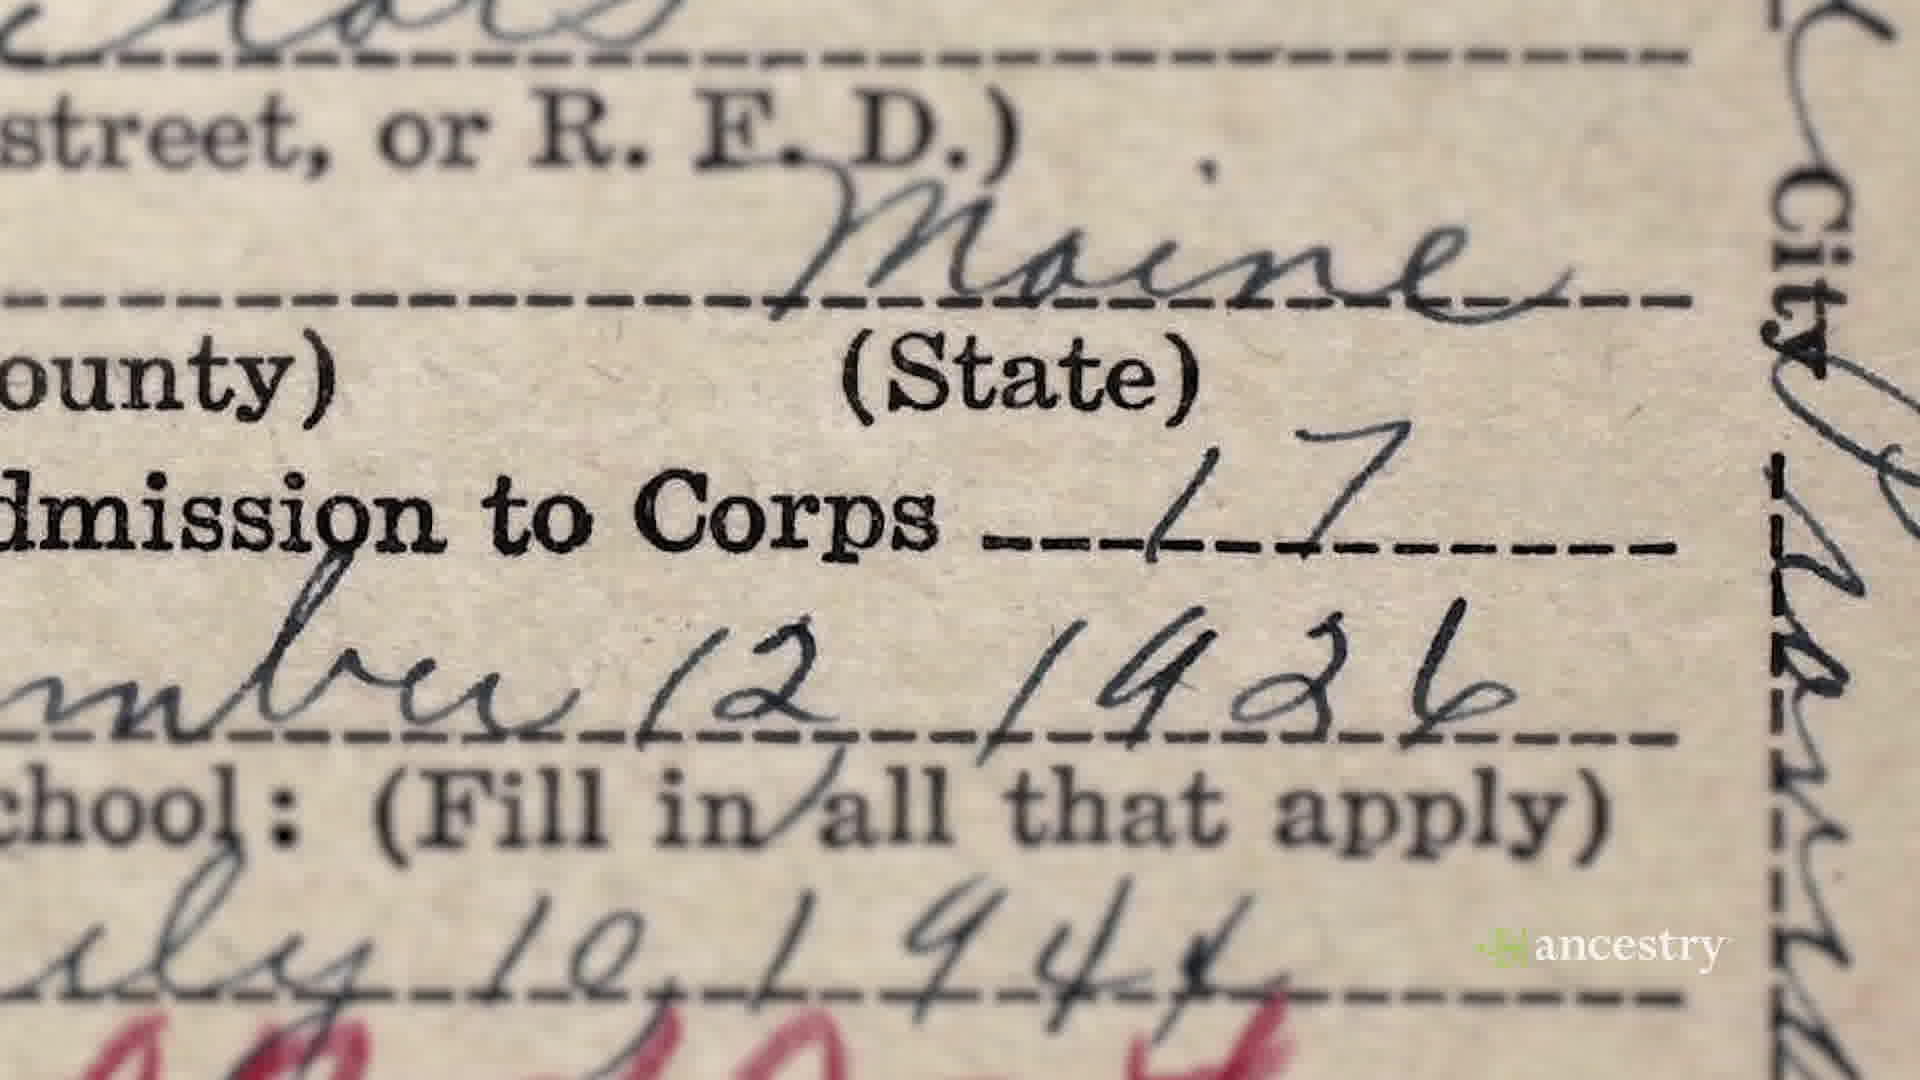 street, or R. F. D.)
Maine
ounty) (State)
dmission to Corps 17
mber 12 1926
chool: (Fill in all that apply)
uly 10, 1944
City
ancestry